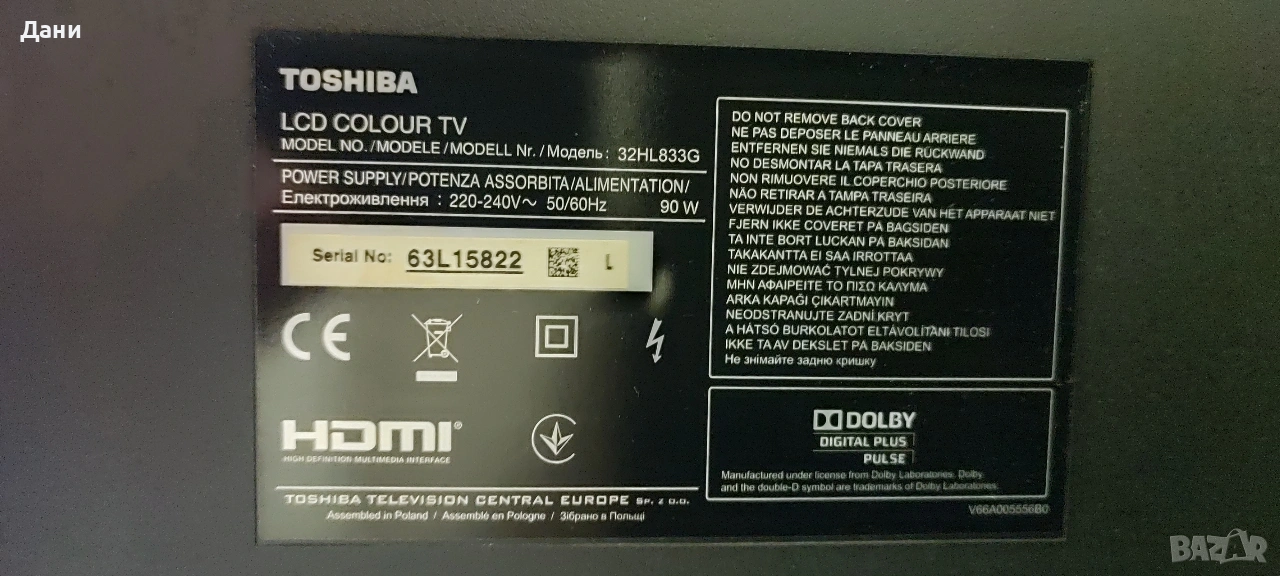 Дани
TOSHIBA
LCD COLOUR TV
MODEL NO./MODELE/MODELL Nr./Модель: 32HL833G
POWER SUPPLY/POTENZA ASSORBITA/ALIMENTATION/
Електроживлення : 220-240V~ 50/60Hz 90 W
Serial No: 63L15822 L
CE
HDMI®
HIGH DEFINITION MULTIMEDIA INTERFACE
TOSHIBA TELEVISION CENTRAL EUROPE Sp. z o.o.
Assembled in Poland / Assemblé en Pologne / Зібрано в Польщі
DO NOT REMOVE BACK COVER
NE PAS DEPOSER LE PANNEAU ARRIERE
ENTFERNEN SIE NIEMALS DIE RÜCKWAND
NO DESMONTAR LA TAPA TRASERA
NON RIMUOVERE IL COPERCHIO POSTERIORE
NÃO RETIRAR A TAMPA TRASEIRA
VERWIJDER DE ACHTERZUDE VAN HET APPARAAT NIET
FJERN IKKE COVERET PA BAGSIDEN
TA INTE BORT LUCKAN PA BAKSIDAN
TAKAKANTTA EI SAA IRROTTAA
NIE ZDEJMOWAĆ TYLNEJ POKRYWY
ΜΗΝ ΑΦΑΙΡΕΙΤΕ ΤΟ ΠΙΣΩ ΚΑΛΥΜΑ
ARKA KAPAĞI ÇIKARTMAYIN
NEODSTRANUJTE ZADNÍ KRYT
A HÁTSÓ BURKOLATOT ELTÁVOLÍTANI TILOS!
IKKE TA AV DEKSLET PÅ BAKSIDEN
Не знімайте задню кришку
DOLBY
DIGITAL PLUS
PULSE
Manufactured under license from Dolby Laboratories. Dolby
and the double-D symbol are trademarks of Dolby Laboratories.
V66A005556B0
BAZAR